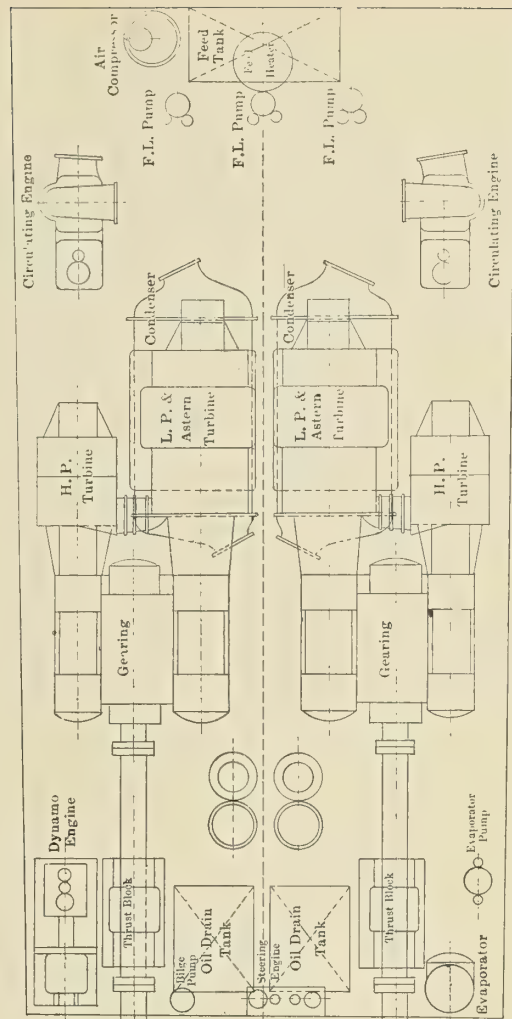 Air
Compressor
Feed
Tank
Feed
Heater
F.L. Pump
F.L. Pump
F.L. Pump
Circulating Engine
Circulating Engine
Condenser
Condenser
L. P. &
Astern
Turbine
L. P. &
Astern
Turbine
H. P.
Turbine
H. P.
Turbine
Gearing
Gearing
Dynamo
Engine
Thrust Block
Oil Drain
Tank
Bilge
Pump
Steering
Engine
Oil Drain
Tank
Thrust Block
Evaporator
Pump
Evaporator